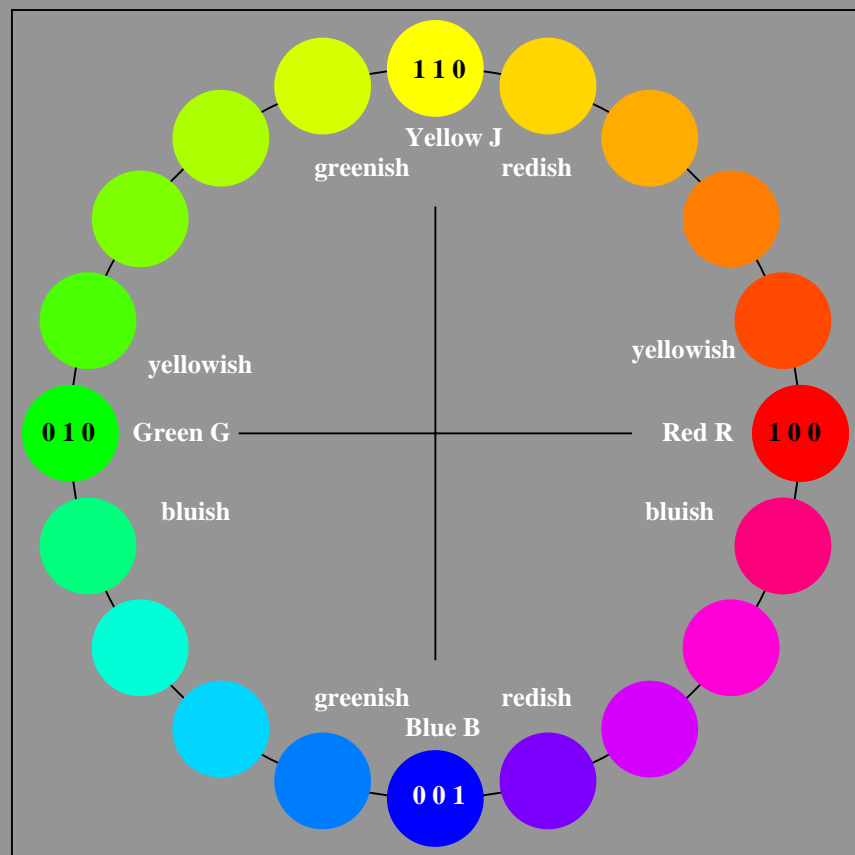 1 1 0
Yellow J
greenish redish
yellowish
yellowish
0 1 0 Green G Red R 1 0 0
bluish bluish
greenish redish
Blue B
0 0 1